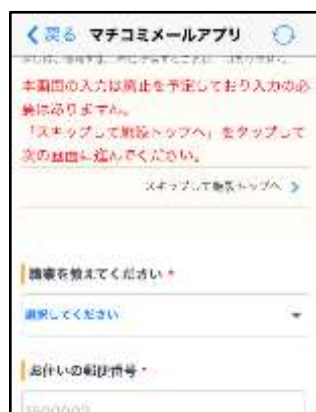 戻る マチコミメールアプリ
本画面の入力は廃止を予定しており入力の必
要はありません。
「スキップして施設トップへ」をタップして
次の画面に進んでください。
スキップして施設トップへ
職業を教えてください *
選択してください
お住いの郵便番号 *
1500002